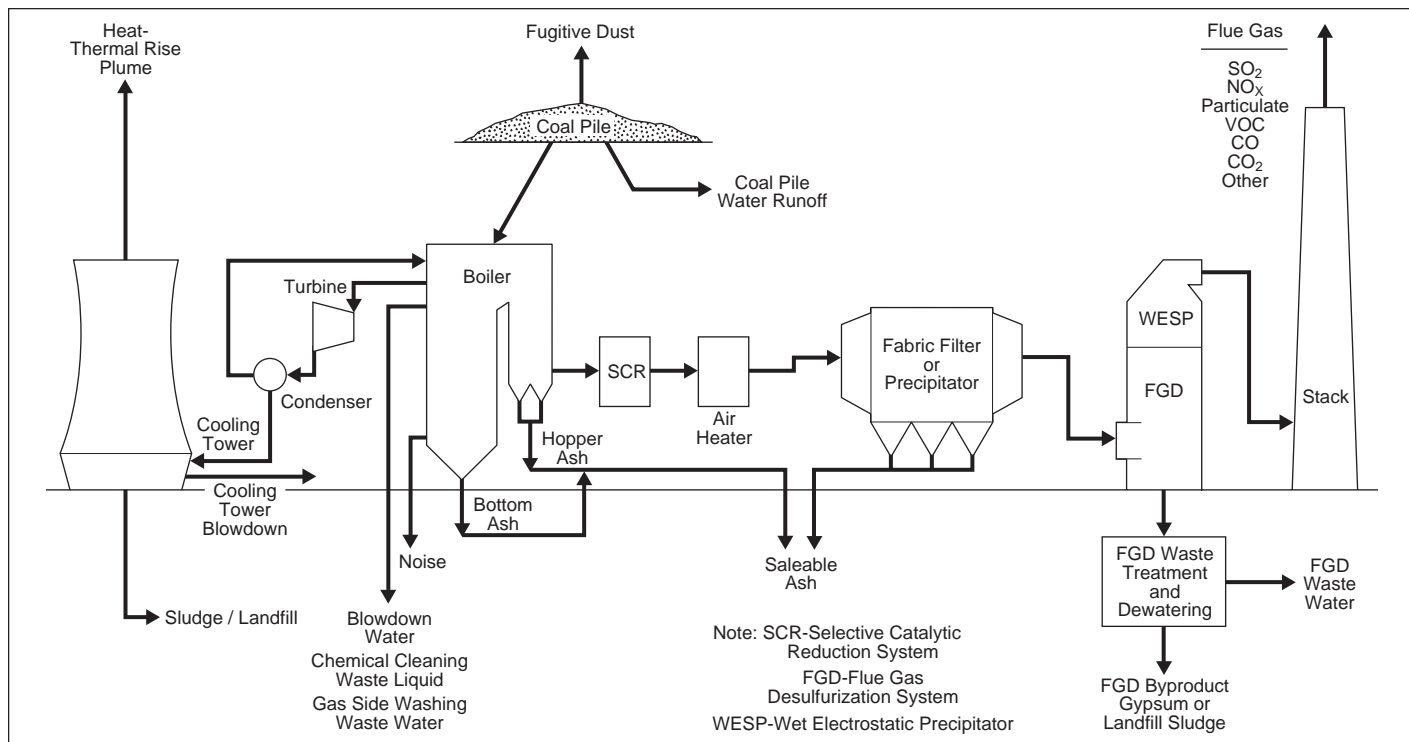 Heat-
Thermal Rise
Plume
Fugitive Dust
Flue Gas
SO₂
NOₓ
Particulate
VOC
CO
CO₂
Other
Coal Pile
Coal Pile
Water Runoff
Boiler
Turbine
WESP
Fabric Filter
or
Precipitator
SCR
FGD
Stack
Condenser
Air
Heater
Cooling
Tower
Hopper
Ash
Cooling
Tower
Blowdown
Bottom
Ash
Noise
Saleable
Ash
FGD Waste
Treatment
and
Dewatering
FGD
Waste
Water
Sludge / Landfill
Blowdown
Water
Chemical Cleaning
Waste Liquid
Gas Side Washing
Waste Water
Note: SCR-Selective Catalytic
Reduction System
FGD-Flue Gas
Desulfurization System
WESP-Wet Electrostatic Precipitator
FGD Byproduct
Gypsum or
Landfill Sludge